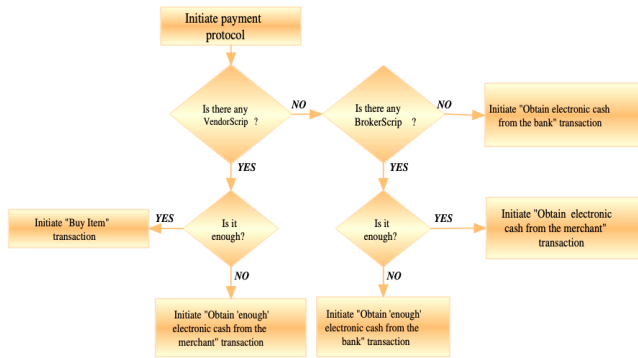 Initiate payment
protocol
Is there any
VendorScrip ?
NO
Is there any
BrokerScrip ?
NO
Initiate "Obtain electronic cash
from the bank" transaction
YES
YES
Initiate "Buy Item"
transaction
YES
Is it
enough?
Is it
enough?
YES
Initiate "Obtain electronic
cash from the merchant"
transaction
NO
NO
Initiate "Obtain 'enough'
electronic cash from the
merchant" transaction
Initiate "Obtain 'enough'
electronic cash from the
bank" transaction